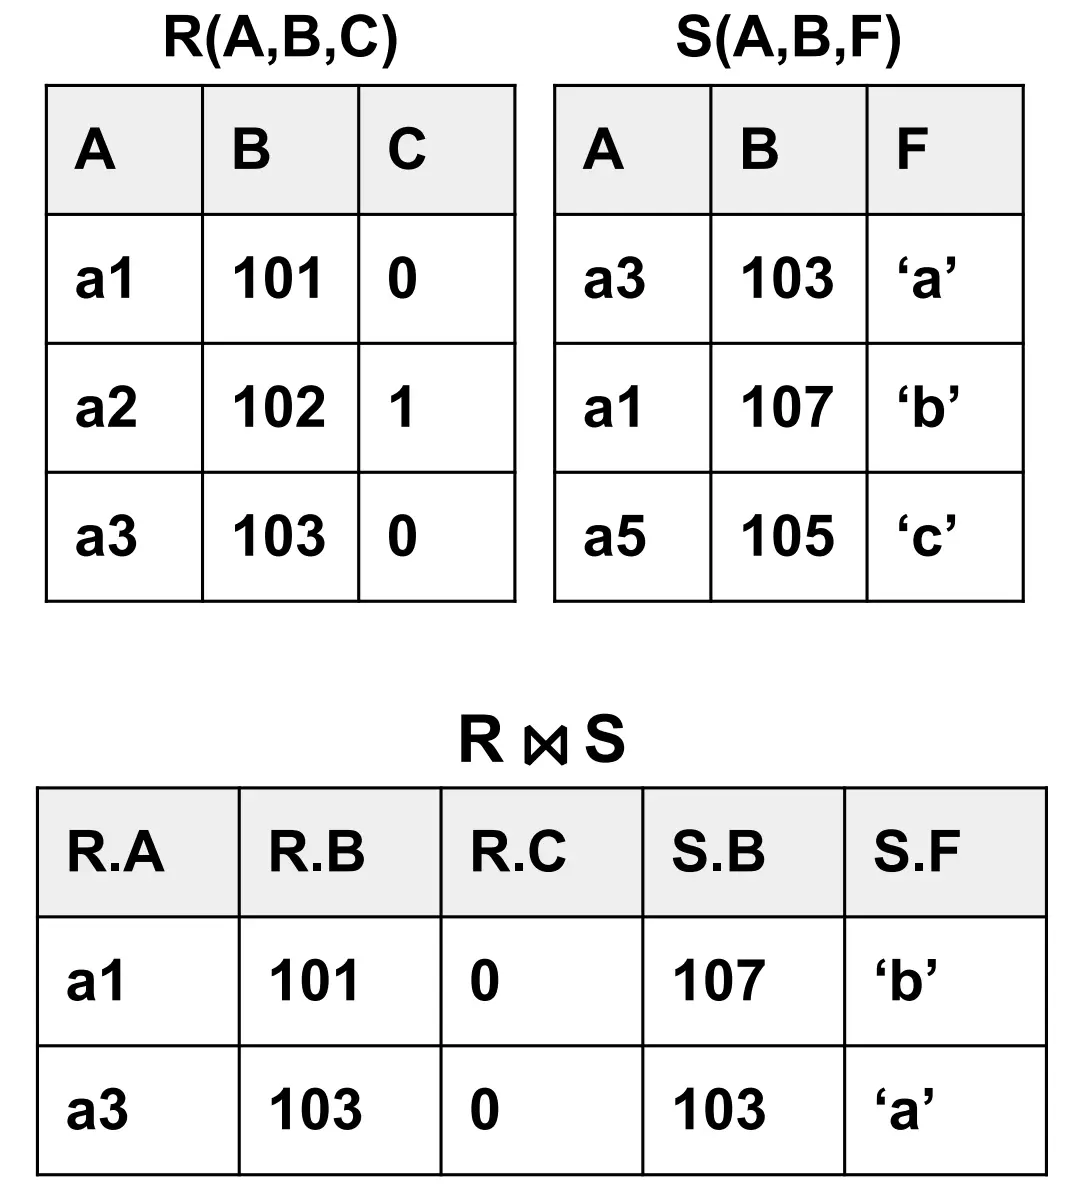 R(A,B,C) S(A,B,F)
A B C A B F
a1 101 0 a3 103 ‘a’
a2 102 1 a1 107 ‘b’
a3 103 0 a5 105 ‘c’
R ⋈ S
R.A R.B R.C S.B S.F
a1 101 0 107 ‘b’
a3 103 0 103 ‘a’